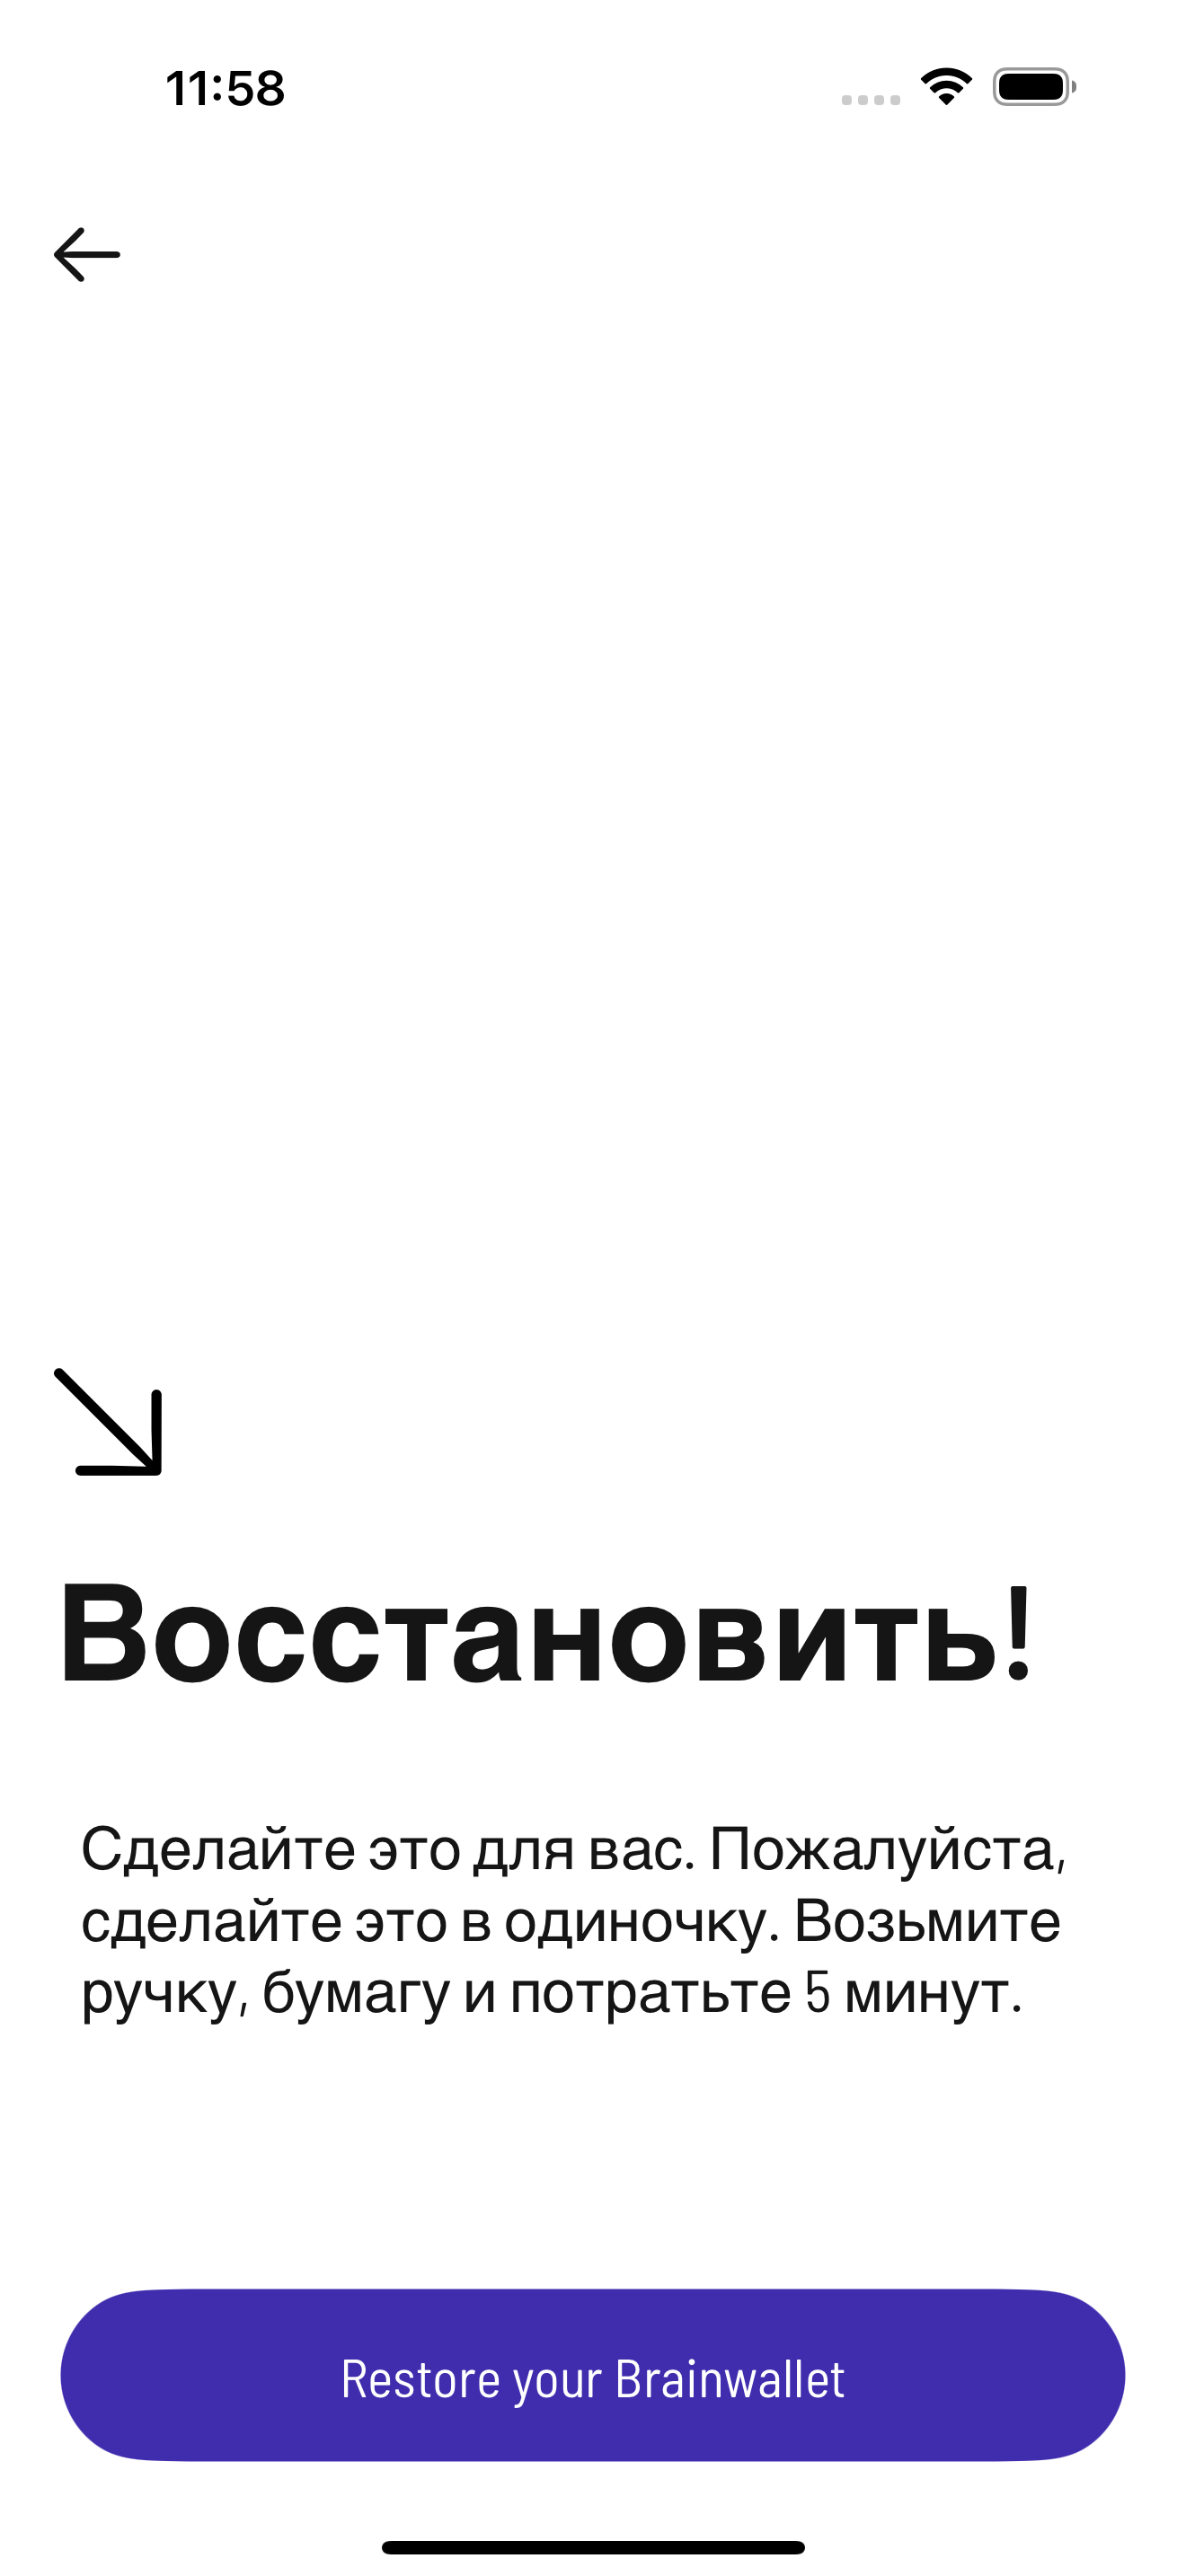 11:58
Восстановить!
Сделайте это для вас. Пожалуйста,
сделайте это в одиночку. Возьмите
ручку, бумагу и потратьте 5 минут.
Restore your Brainwallet